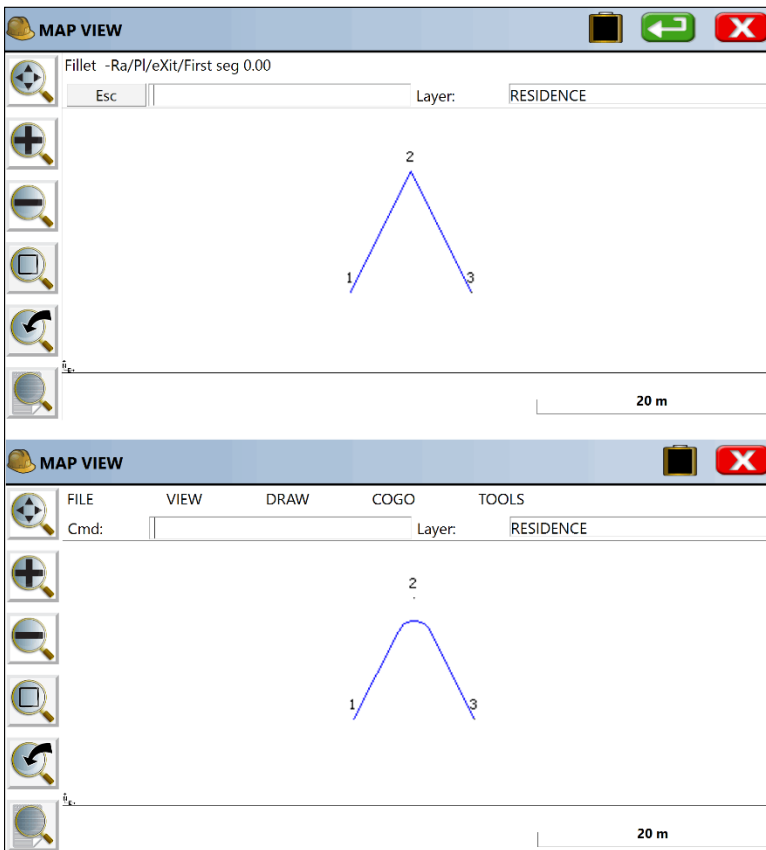 MAP VIEW
Fillet -Ra/Pl/eXit/First seg 0.00
Esc Layer: RESIDENCE
2
1 3
20 m
MAP VIEW
FILE VIEW DRAW COGO TOOLS
Cmd: Layer: RESIDENCE
2
1 3
20 m